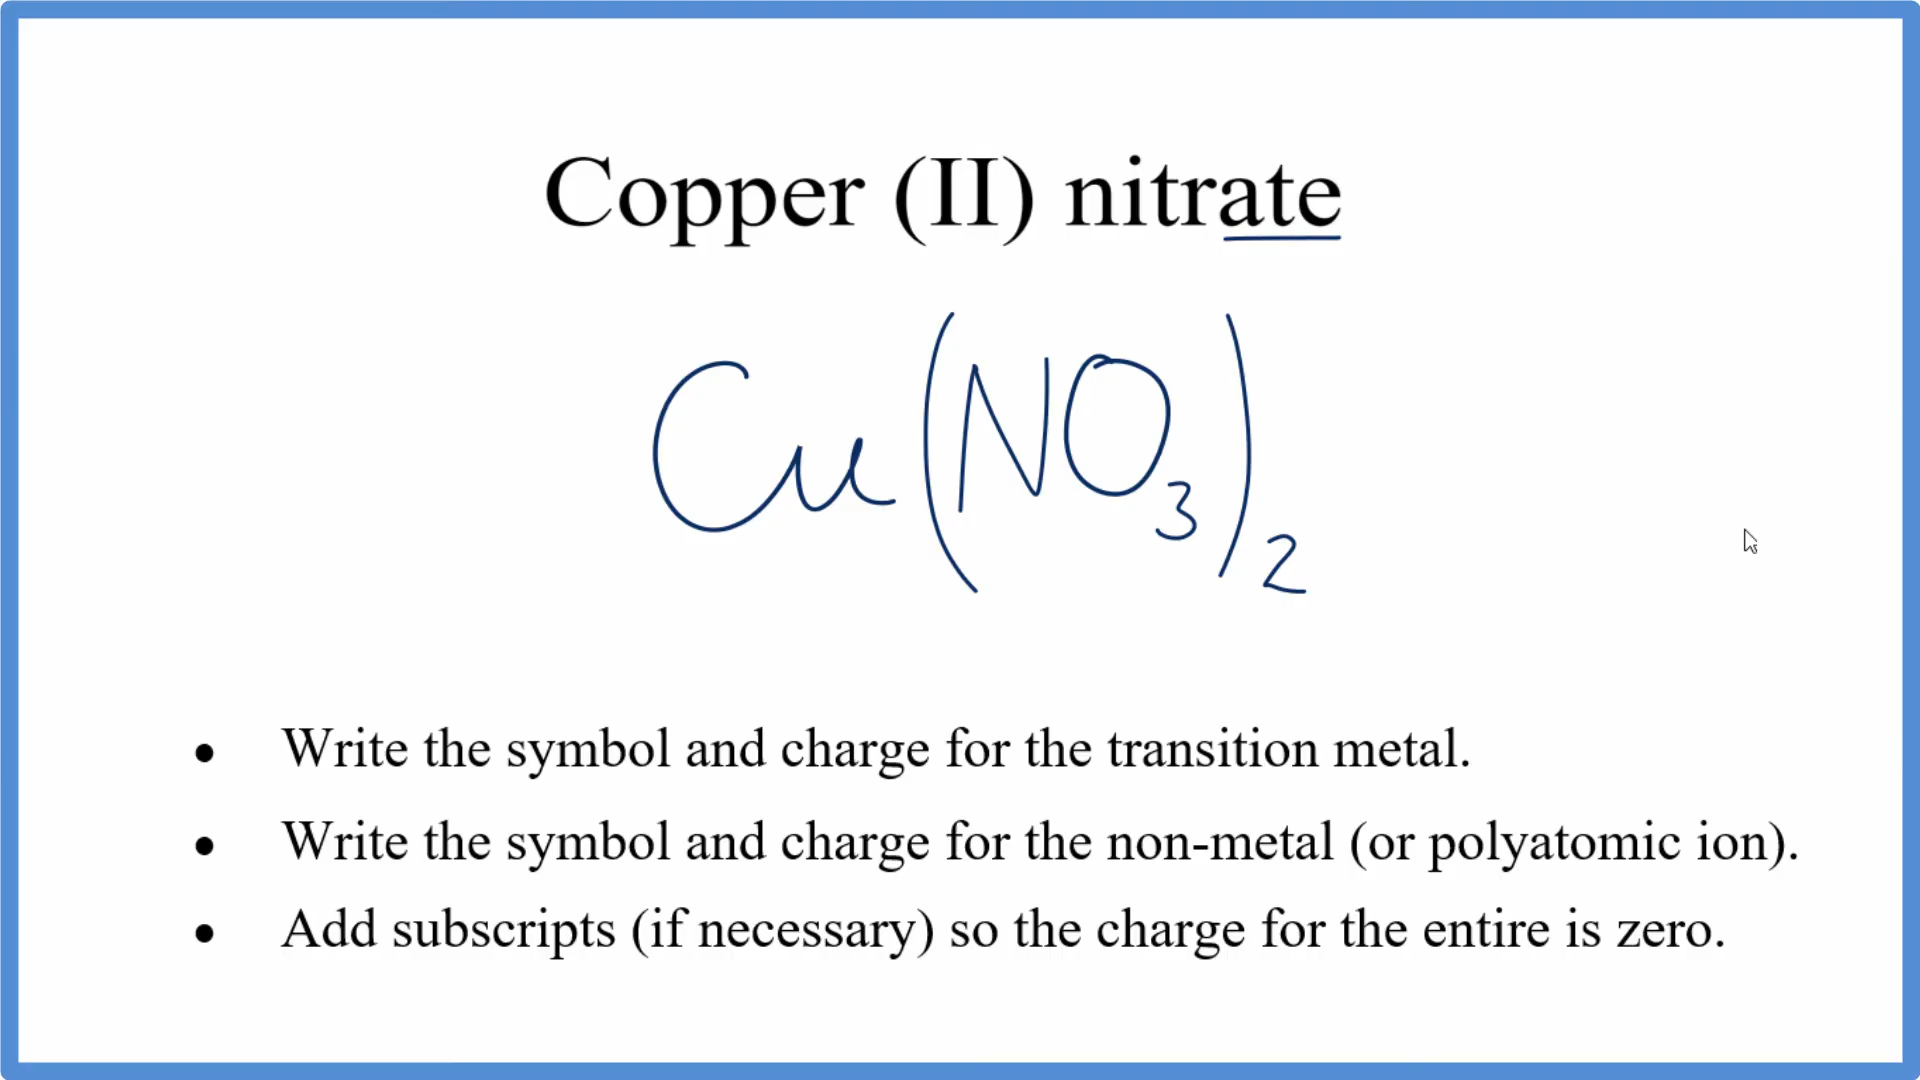 Copper (II) nitrate
Cu(NO₃)₂
• Write the symbol and charge for the transition metal.
• Write the symbol and charge for the non-metal (or polyatomic ion).
• Add subscripts (if necessary) so the charge for the entire is zero.